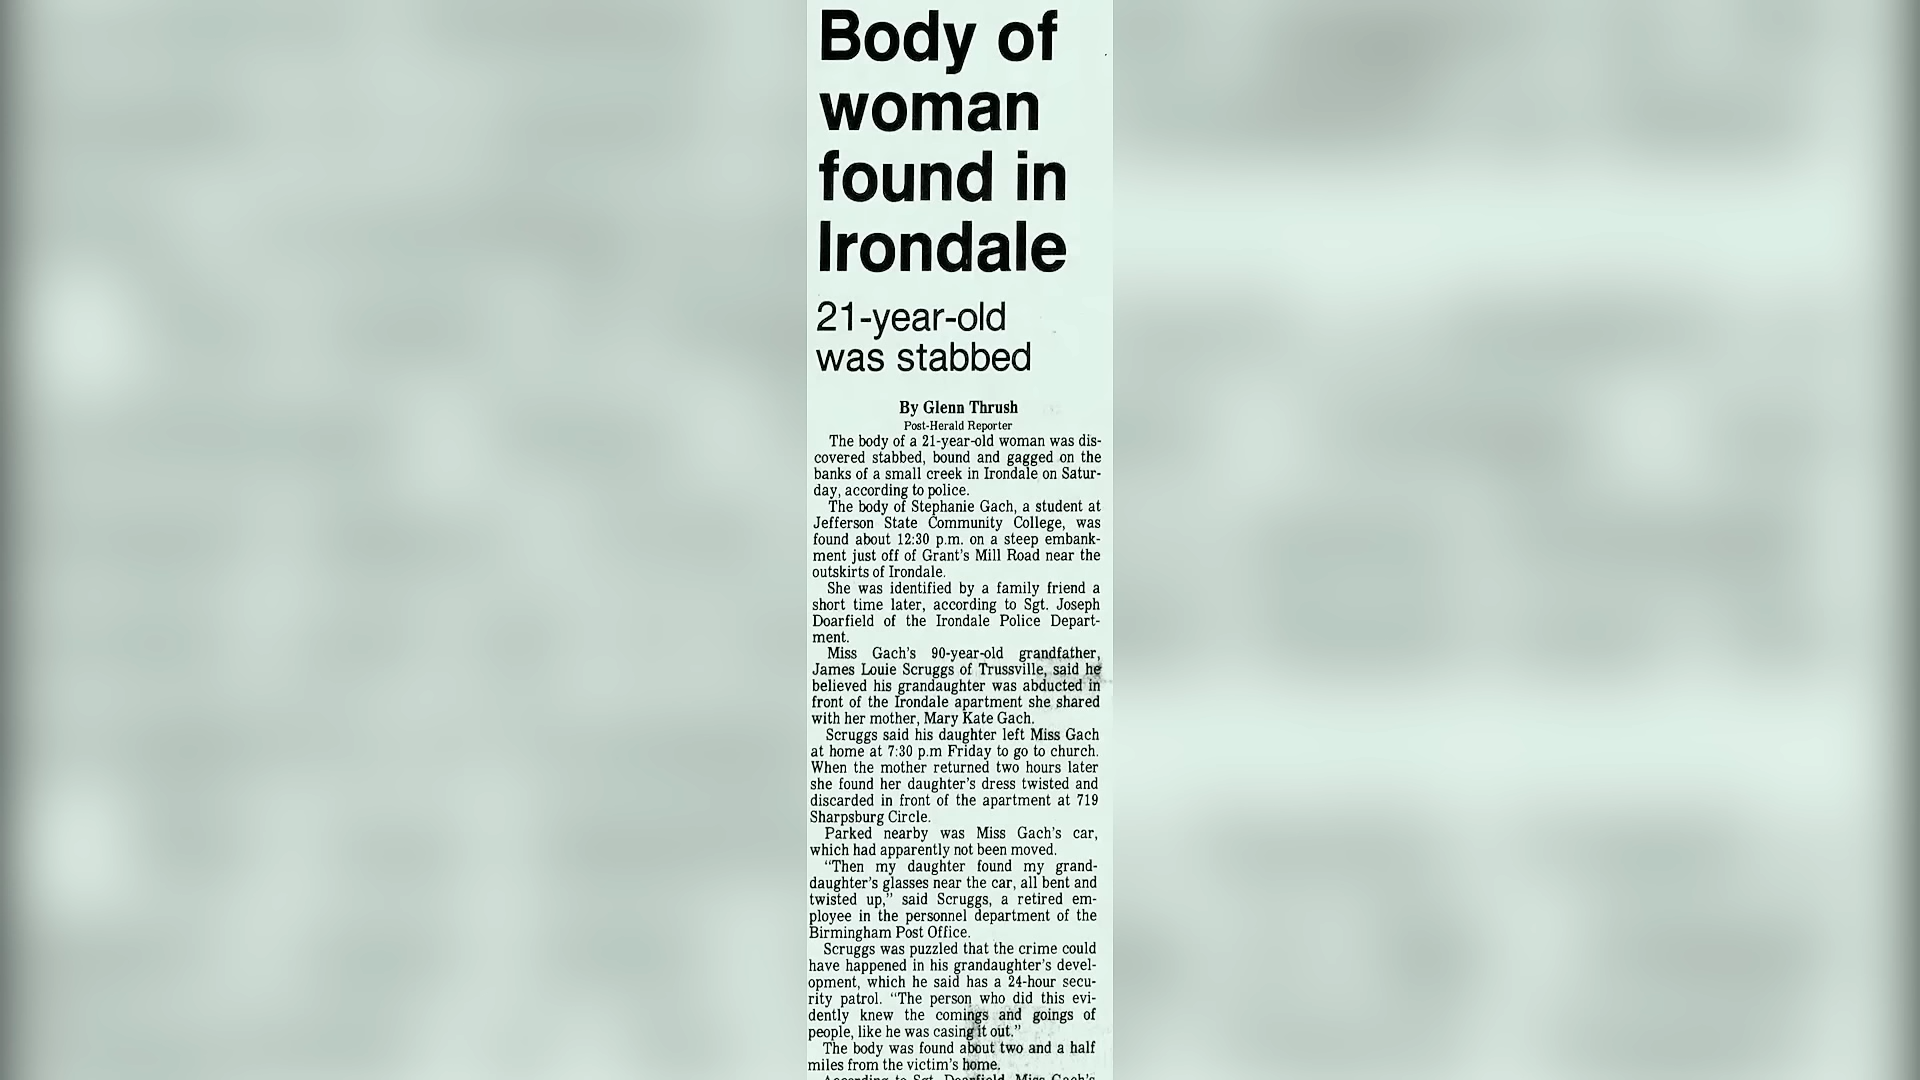 Body of
woman
found in
Irondale
21-year-old
was stabbed
By Glenn Thrush
Post-Herald Reporter
The body of a 21-year-old woman was dis-
covered stabbed, bound and gagged on the
banks of a small creek in Irondale on Satur-
day, according to police.
The body of Stephanie Gach, a student at
Jefferson State Community College, was
found about 12:30 p.m. on a steep embank-
ment just off of Grant's Mill Road near the
outskirts of Irondale.
She was identified by a family friend a
short time later, according to Sgt. Joseph
Doarfield of the Irondale Police Depart-
ment.
Miss Gach's 90-year-old grandfather,
James Louie Scruggs of Trussville, said he
believed his grandaughter was abducted in
front of the Irondale apartment she shared
with her mother, Mary Kate Gach.
Scruggs said his daughter left Miss Gach
at home at 7:30 p.m Friday to go to church.
When the mother returned two hours later
she found her daughter's dress twisted and
discarded in front of the apartment at 719
Sharpsburg Circle.
Parked nearby was Miss Gach's car,
which had apparently not been moved.
"Then my daughter found my grand-
daughter's glasses near the car, all bent and
twisted up," said Scruggs, a retired em-
ployee in the personnel department of the
Birmingham Post Office.
Scruggs was puzzled that the crime could
have happened in his grandaughter's devel-
opment, which he said has a 24-hour secu-
rity patrol. "The person who did this evi-
dently knew the comings and goings of
people, like he was casing it out."
The body was found about two and a half
miles from the victim's home.
According to Sgt. Doarfield, Miss Gach's